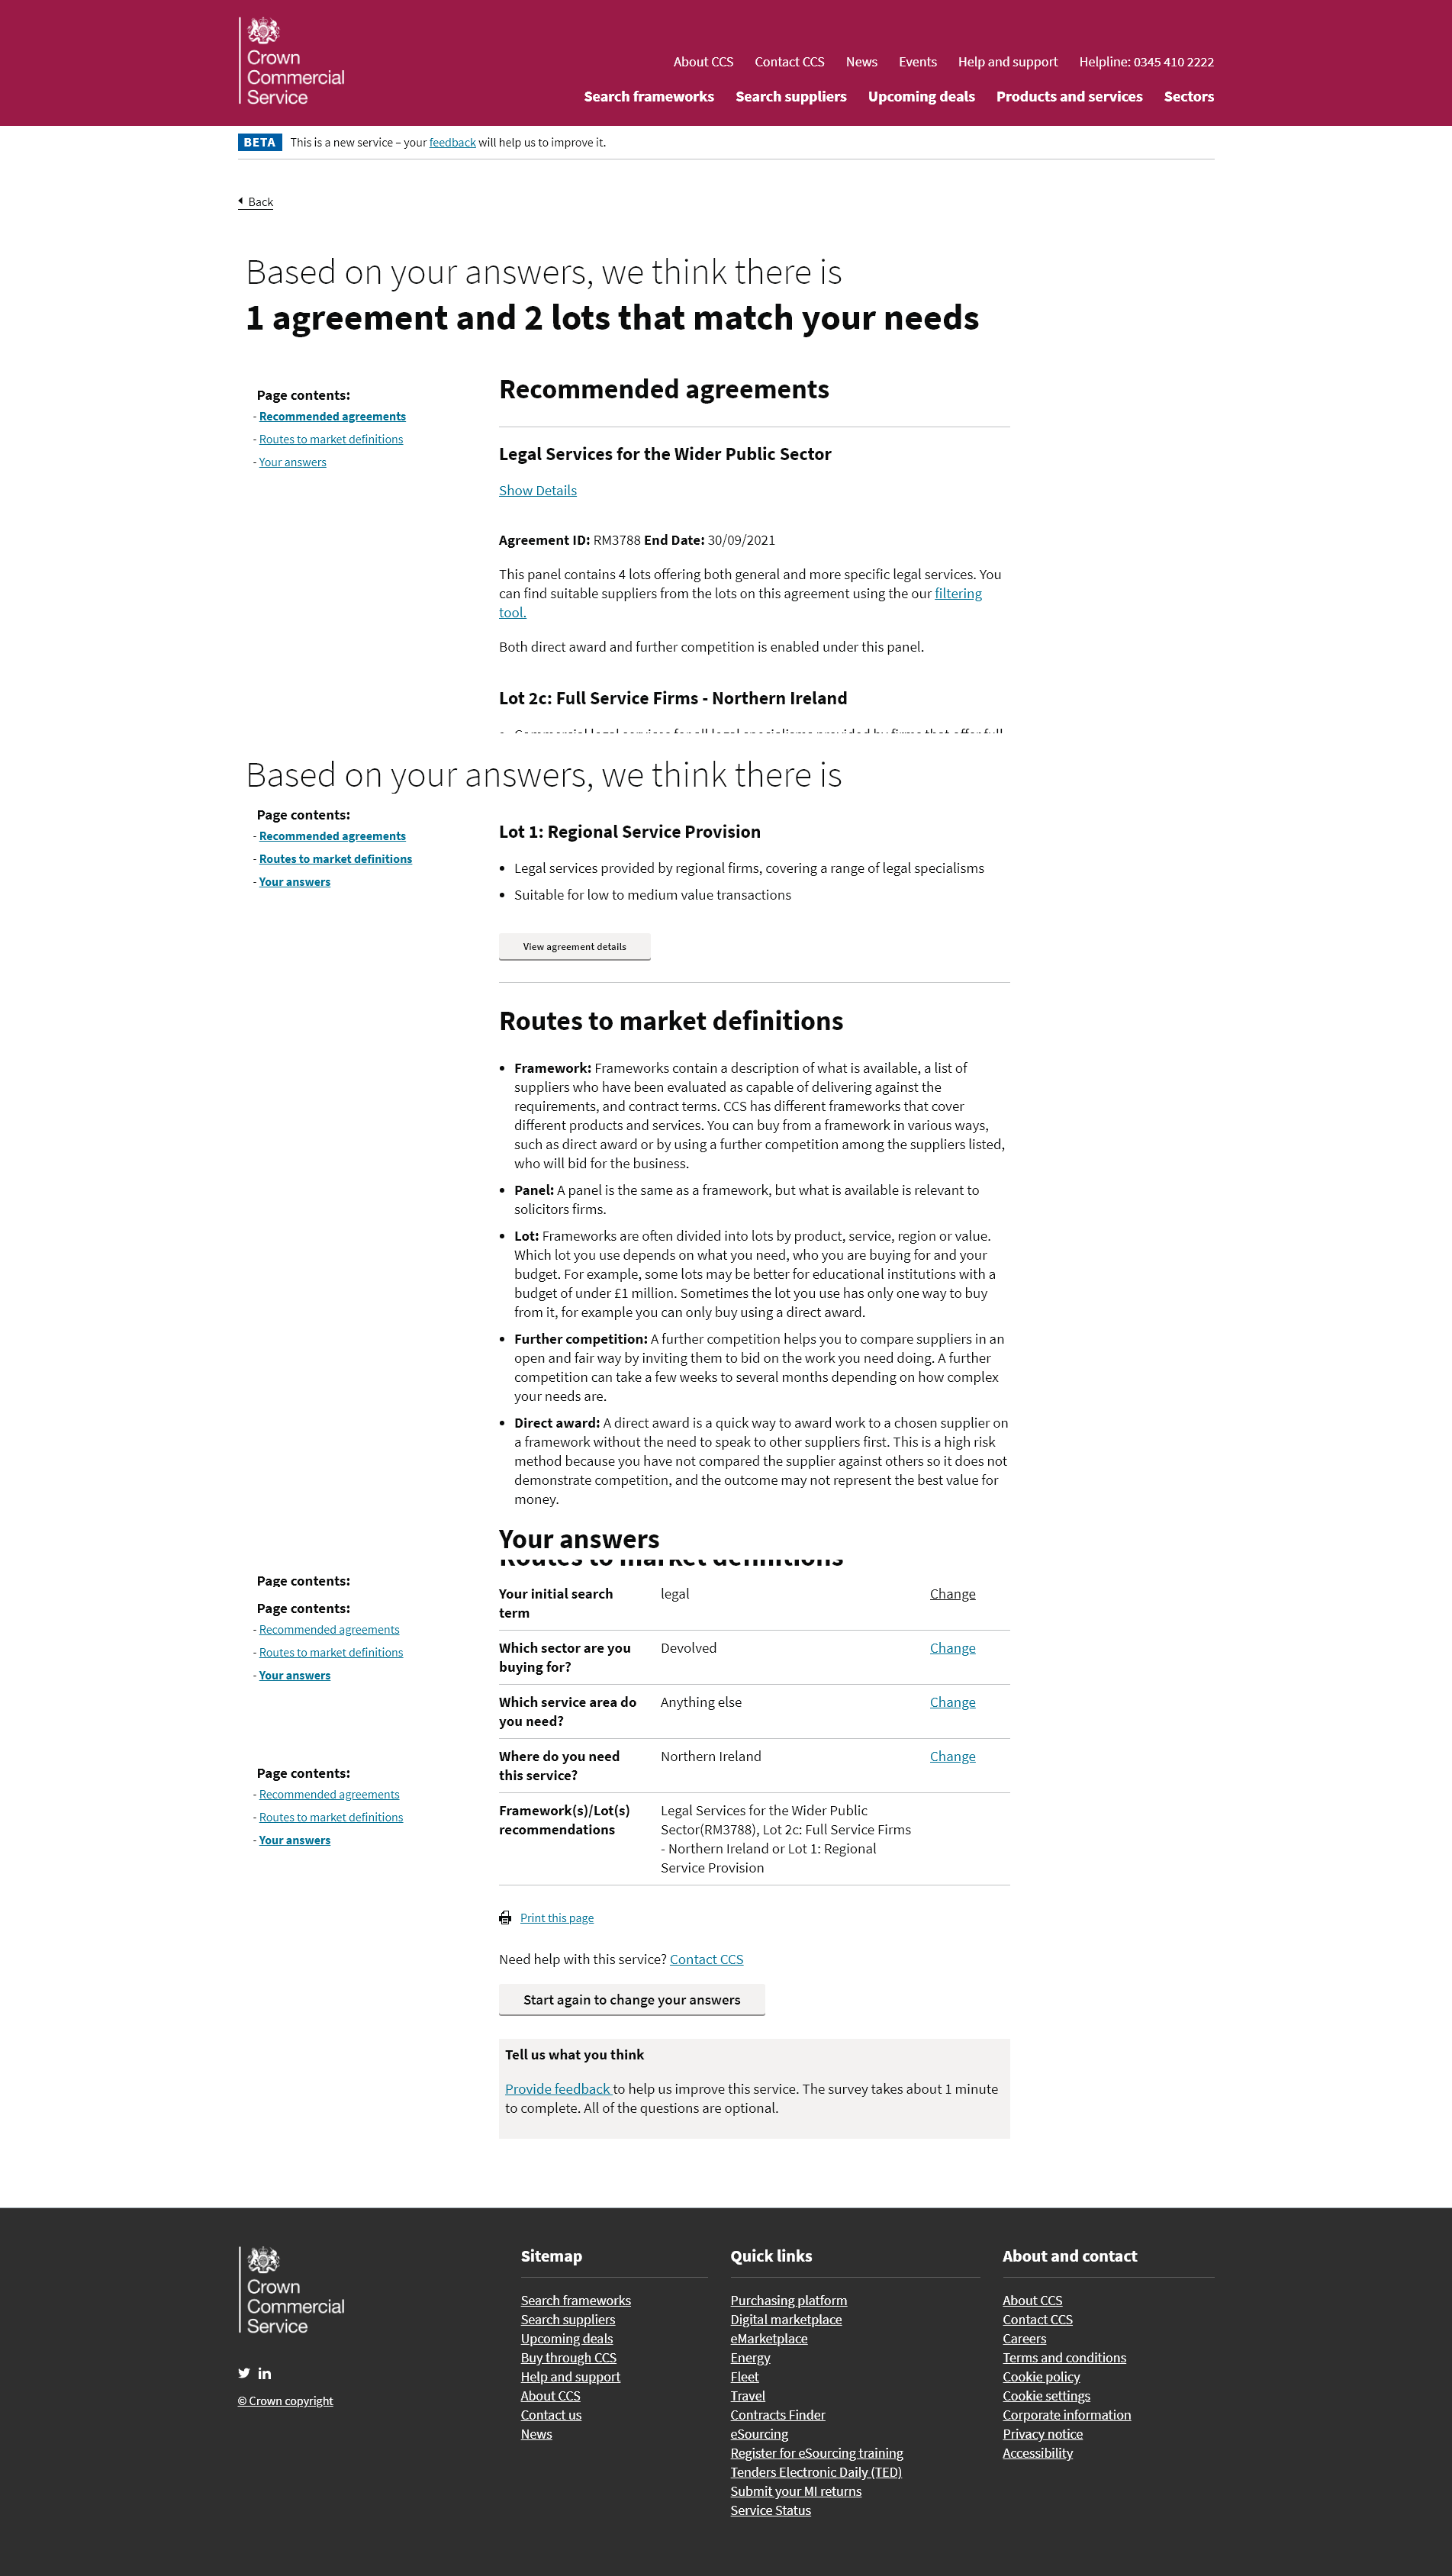 Crown
Commercial
Service
About CCS Contact CCS News Events Help and support Helpline: 0345 410 2222
Search frameworks Search suppliers Upcoming deals Products and services Sectors
BETA This is a new service – your feedback will help us to improve it.
Back
Based on your answers, we think there is
1 agreement and 2 lots that match your needs
Page contents:
- Recommended agreements
- Routes to market definitions
- Your answers
Recommended agreements
Legal Services for the Wider Public Sector
Show Details
Agreement ID: RM3788 End Date: 30/09/2021
This panel contains 4 lots offering both general and more specific legal services. You
can find suitable suppliers from the lots on this agreement using the our filtering
tool.
Both direct award and further competition is enabled under this panel.
Lot 2c: Full Service Firms - Northern Ireland
• Commercial legal services for all legal specialisms provided by firms that offer full
Based on your answers, we think there is
Page contents:
- Recommended agreements
- Routes to market definitions
- Your answers
Lot 1: Regional Service Provision
• Legal services provided by regional firms, covering a range of legal specialisms
• Suitable for low to medium value transactions
View agreement details
Routes to market definitions
• Framework: Frameworks contain a description of what is available, a list of
suppliers who have been evaluated as capable of delivering against the
requirements, and contract terms. CCS has different frameworks that cover
different products and services. You can buy from a framework in various ways,
such as direct award or by using a further competition among the suppliers listed,
who will bid for the business.
• Panel: A panel is the same as a framework, but what is available is relevant to
solicitors firms.
• Lot: Frameworks are often divided into lots by product, service, region or value.
Which lot you use depends on what you need, who you are buying for and your
budget. For example, some lots may be better for educational institutions with a
budget of under £1 million. Sometimes the lot you use has only one way to buy
from it, for example you can only buy using a direct award.
• Further competition: A further competition helps you to compare suppliers in an
open and fair way by inviting them to bid on the work you need doing. A further
competition can take a few weeks to several months depending on how complex
your needs are.
• Direct award: A direct award is a quick way to award work to a chosen supplier on
a framework without the need to speak to other suppliers first. This is a high risk
method because you have not compared the supplier against others so it does not
demonstrate competition, and the outcome may not represent the best value for
money.
Your answers
Routes to market definitions
Page contents:
Page contents:
- Recommended agreements
- Routes to market definitions
- Your answers
Page contents:
- Recommended agreements
- Routes to market definitions
- Your answers
Your initial search legal Change
term
Which sector are you Devolved Change
buying for?
Which service area do Anything else Change
you need?
Where do you need Northern Ireland Change
this service?
Framework(s)/Lot(s) Legal Services for the Wider Public
recommendations Sector(RM3788), Lot 2c: Full Service Firms
- Northern Ireland or Lot 1: Regional
Service Provision
Print this page
Need help with this service? Contact CCS
Start again to change your answers
Tell us what you think
Provide feedback to help us improve this service. The survey takes about 1 minute
to complete. All of the questions are optional.
Crown
Commercial
Service
© Crown copyright
Sitemap
Search frameworks
Search suppliers
Upcoming deals
Buy through CCS
Help and support
About CCS
Contact us
News
Quick links
Purchasing platform
Digital marketplace
eMarketplace
Energy
Fleet
Travel
Contracts Finder
eSourcing
Register for eSourcing training
Tenders Electronic Daily (TED)
Submit your MI returns
Service Status
About and contact
About CCS
Contact CCS
Careers
Terms and conditions
Cookie policy
Cookie settings
Corporate information
Privacy notice
Accessibility